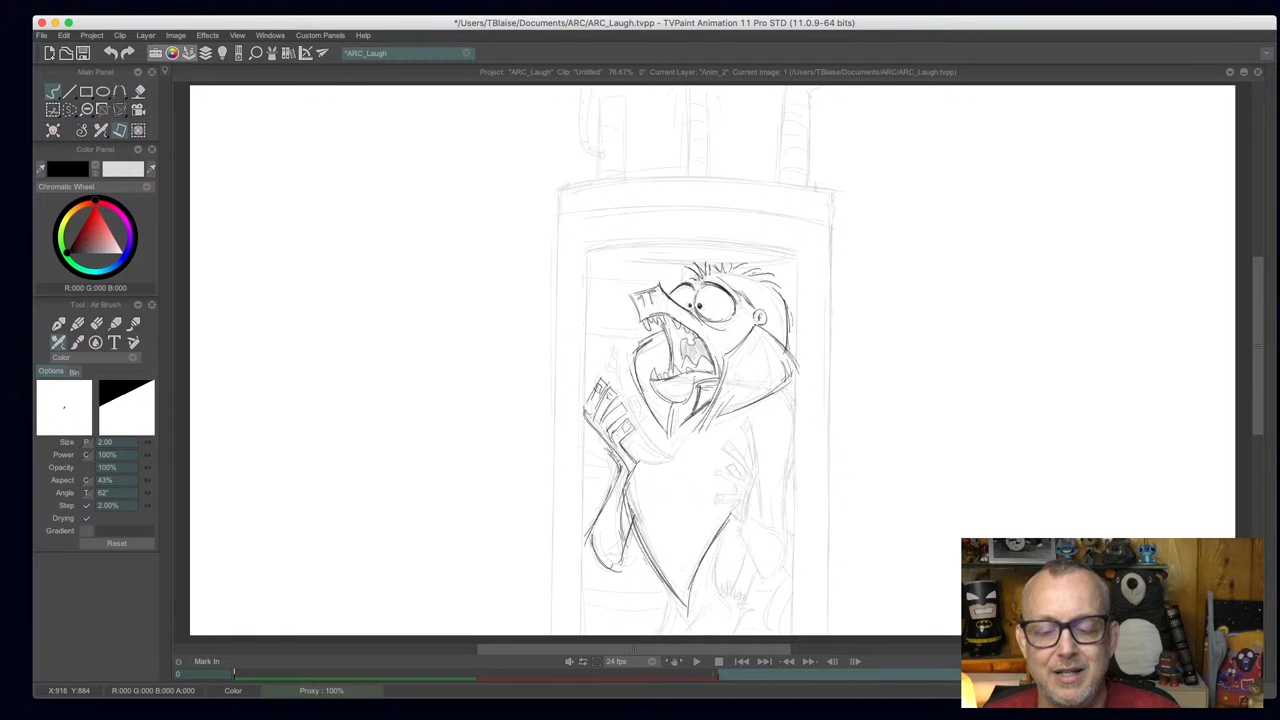 */Users/TBlaise/Documents/ARC/ARC_Laugh.tvpp - TVPaint Animation 11 Pro STD (11.0.9-64 bits)
File Edit Project Clip Layer Image Effects View Windows Custom Panels Help
*ARC_Laugh
Main Panel
Project: "ARC_Laugh" Clip: "Untitled" 76.67% 0° Current Layer: "Anim_2" Current Image: 1 (/Users/TBlaise/Documents/ARC/ARC_Laugh.tvpp)
Color Panel
Chromatic Wheel
R:000 G:000 B:000
Tool : Air Brush
Color
Options Bin
Size P 2.00
Power C 100%
Opacity 100%
Aspect C 43%
Angle T 62°
Step 2.00%
Drying
Gradient
Reset
Mark In
24 fps
0
X:916 Y:884 R:000 G:000 B:000 A:000 Color Proxy : 100%